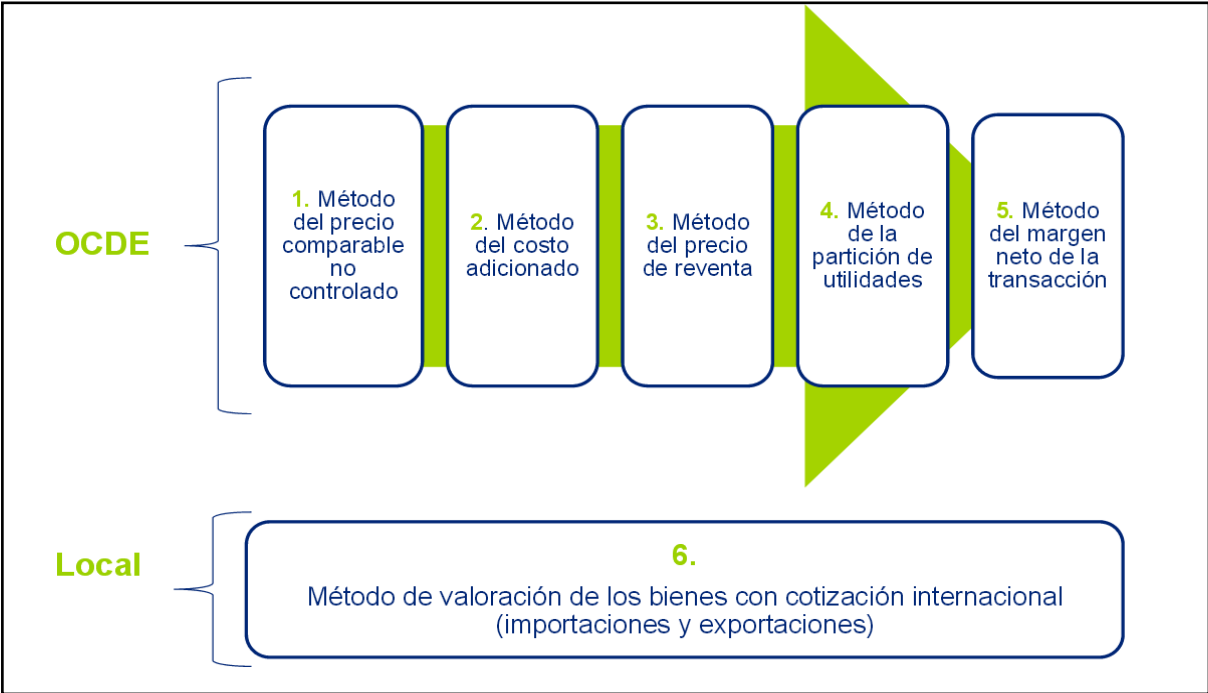 OCDE
1. Método
del precio
comparable
no
controlado
2. Método
del costo
adicionado
3. Método
del precio
de reventa
4. Método
de la
partición de
utilidades
5. Método
del margen
neto de la
transacción
Local
6.
Método de valoración de los bienes con cotización internacional
(importaciones y exportaciones)